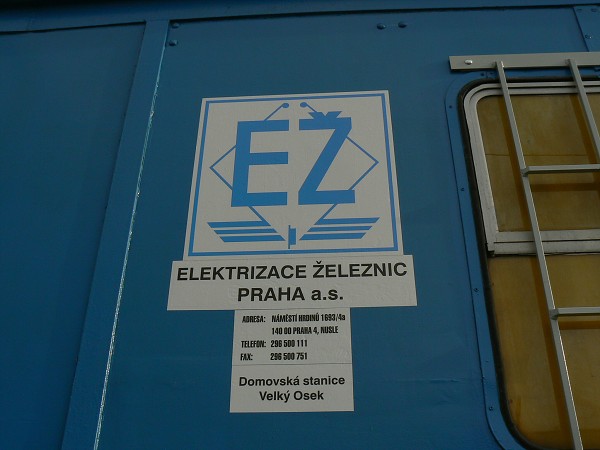 EŽ
ELEKTRIZACE ŽELEZNIC
PRAHA a.s.
ADRESA: NÁMĚSTÍ HRDINŮ 1693/4a
140 00 PRAHA 4, NUSLE
TELEFON: 296 500 111
FAX: 296 500 751
Domovská stanice
Velký Osek